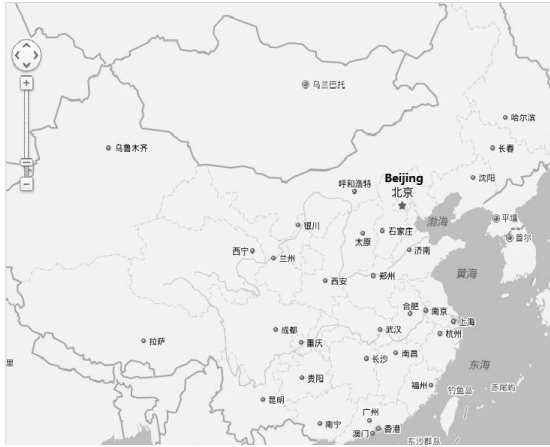 乌兰巴托
哈尔滨
乌鲁木齐
长春
Beijing
北京
呼和浩特
沈阳
平壤
首尔
渤海
银川
石家庄
太原
西宁
兰州
济南
黄海
西安
郑州
合肥
南京
上海
成都
武汉
杭州
拉萨
重庆
南昌
长沙
东海
里
贵阳
福州
钓鱼岛
赤尾屿
昆明
广州
南宁
香港
澳门
东沙群岛